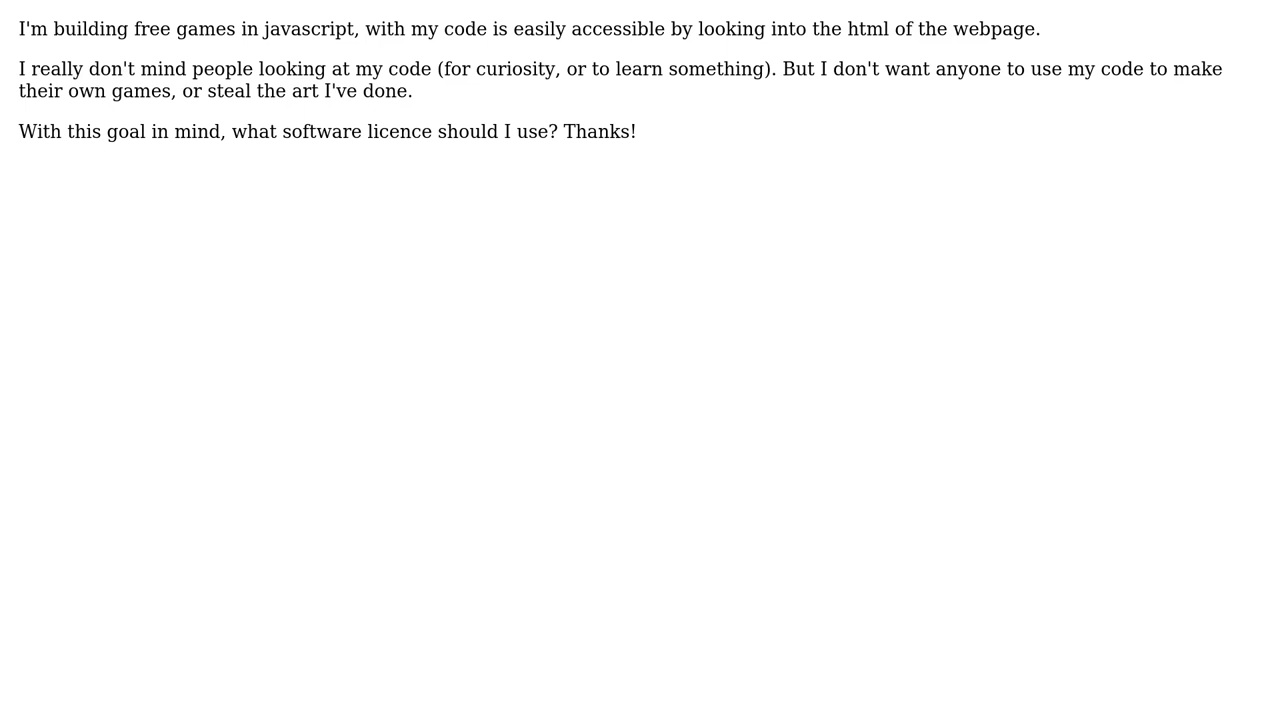 I'm building free games in javascript, with my code is easily accessible by looking into the html of the webpage.
I really don't mind people looking at my code (for curiosity, or to learn something). But I don't want anyone to use my code to make
their own games, or steal the art I've done.
With this goal in mind, what software licence should I use? Thanks!